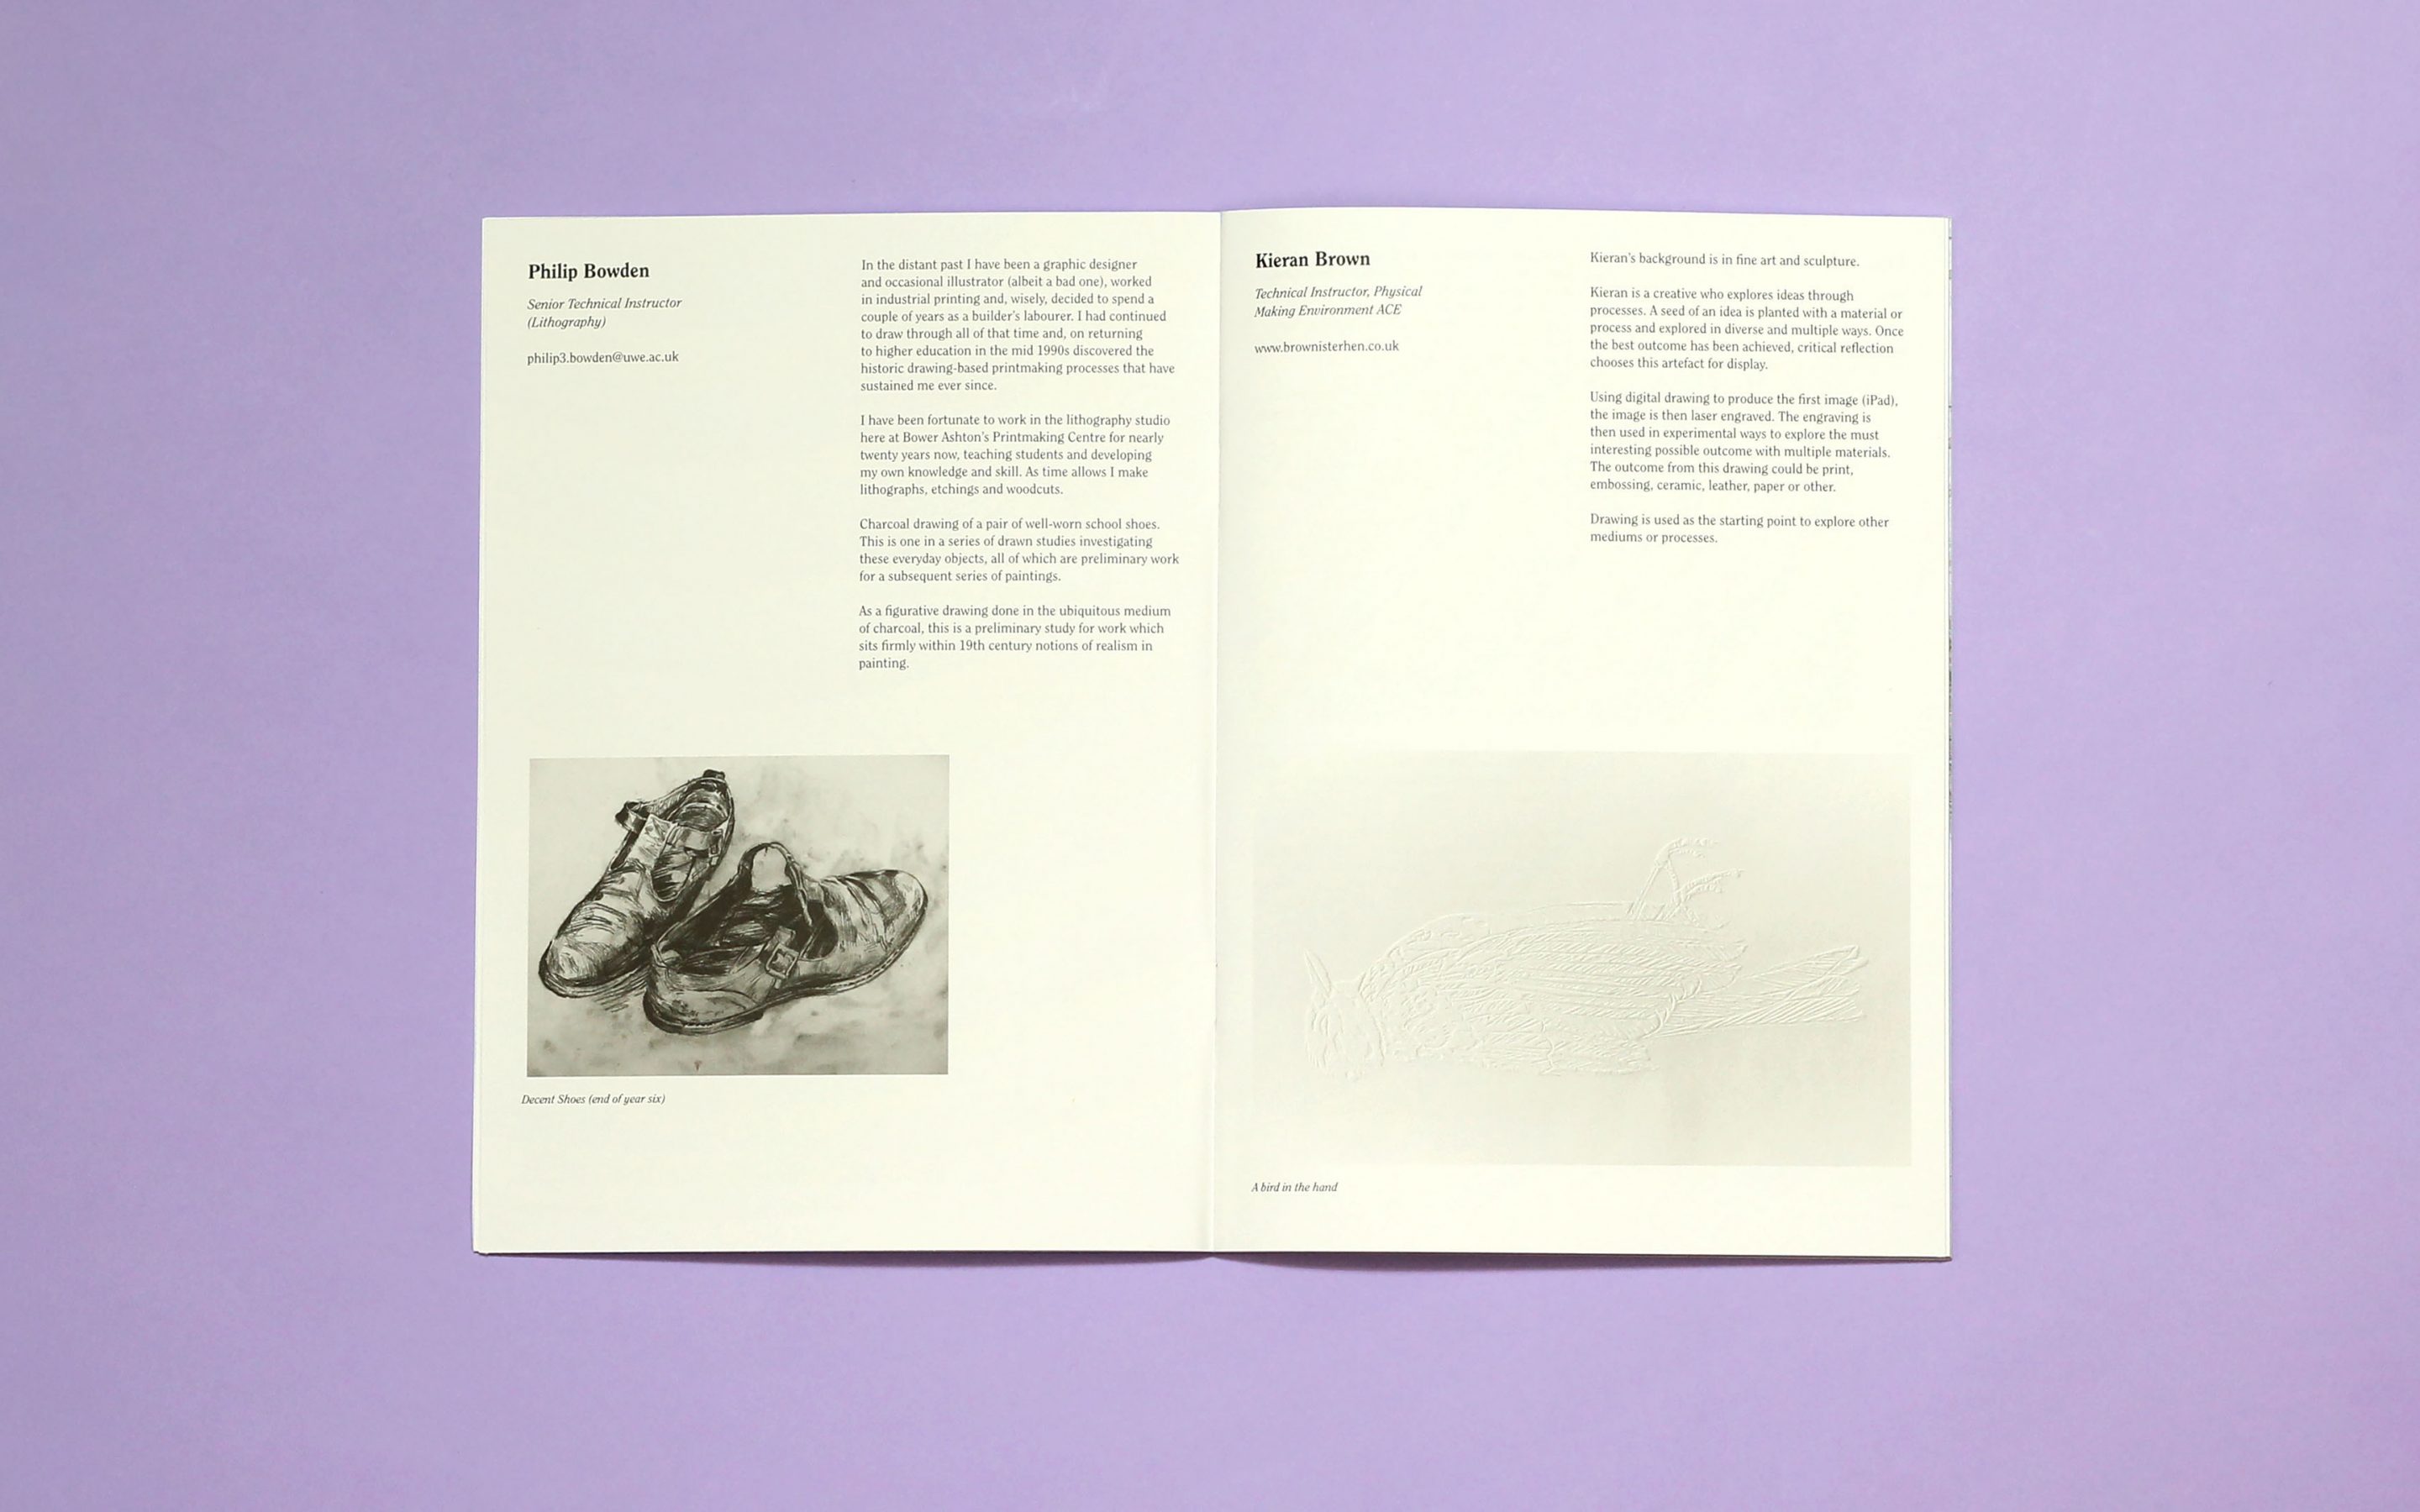 Philip Bowden
Senior Technical Instructor
(Lithography)
philip3.bowden@uwe.ac.uk
In the distant past I have been a graphic designer
and occasional illustrator (albeit a bad one), worked
in industrial printing and, wisely, decided to spend a
couple of years as a builder's labourer. I had continued
to draw through all of that time and, on returning
to higher education in the mid 1990s discovered the
historic drawing-based printmaking processes that have
sustained me ever since.
I have been fortunate to work in the lithography studio
here at Bower Ashton's Printmaking Centre for nearly
twenty years now, teaching students and developing
my own knowledge and skill. As time allows I make
lithographs, etchings and woodcuts.
Charcoal drawing of a pair of well-worn school shoes.
This is one in a series of drawn studies investigating
these everyday objects, all of which are preliminary work
for a subsequent series of paintings.
As a figurative drawing done in the ubiquitous medium
of charcoal, this is a preliminary study for work which
sits firmly within 19th century notions of realism in
painting.
Decent Shoes (end of year six)
Kieran Brown
Technical Instructor, Physical
Making Environment ACE
www.brownisterhen.co.uk
Kieran's background is in fine art and sculpture.
Kieran is a creative who explores ideas through
processes. A seed of an idea is planted with a material or
process and explored in diverse and multiple ways. Once
the best outcome has been achieved, critical reflection
chooses this artefact for display.
Using digital drawing to produce the first image (iPad),
the image is then laser engraved. The engraving is
then used in experimental ways to explore the must
interesting possible outcome with multiple materials.
The outcome from this drawing could be print,
embossing, ceramic, leather, paper or other.
Drawing is used as the starting point to explore other
mediums or processes.
A bird in the hand